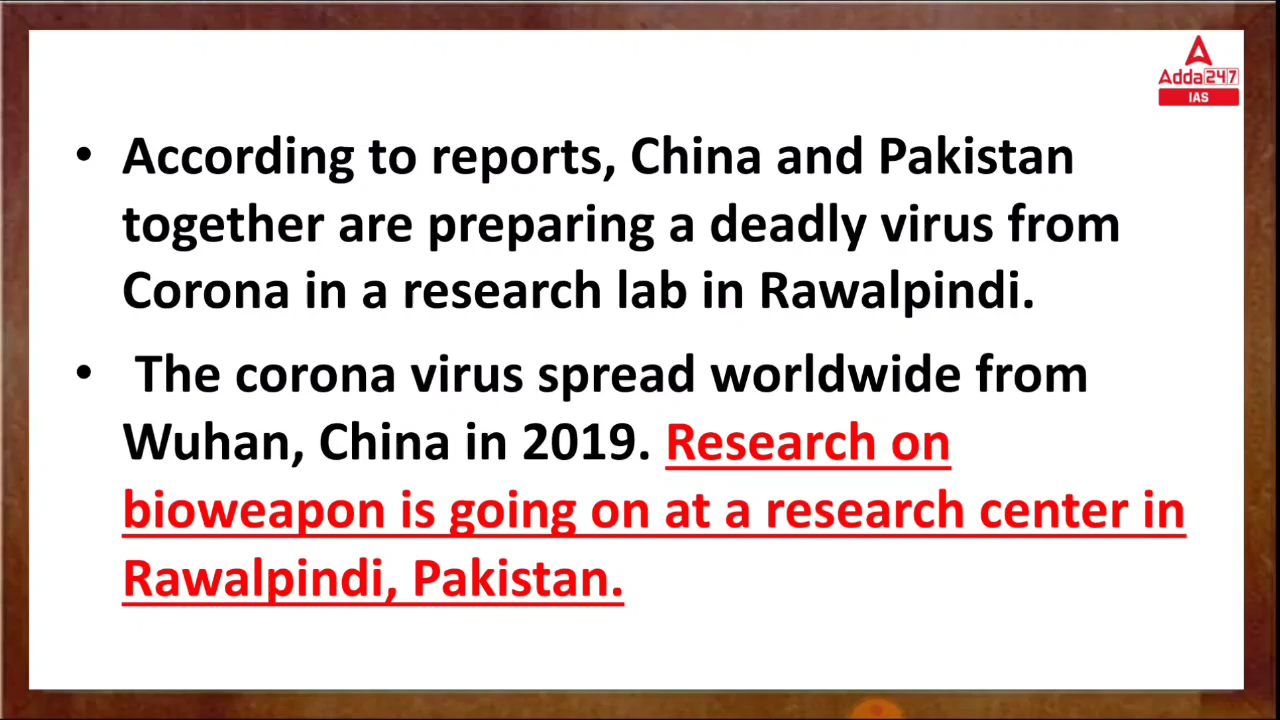 Adda247
IAS
• According to reports, China and Pakistan
together are preparing a deadly virus from
Corona in a research lab in Rawalpindi.
• The corona virus spread worldwide from
Wuhan, China in 2019. Research on
bioweapon is going on at a research center in
Rawalpindi, Pakistan.